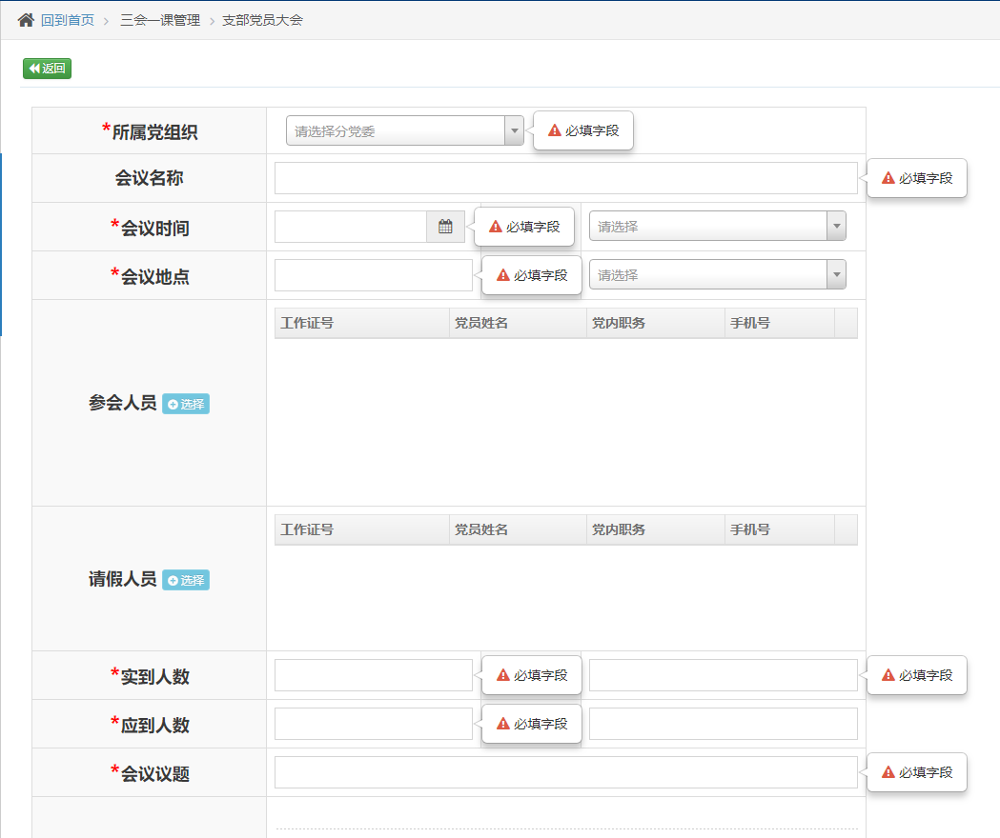 回到首页 > 三会一课管理 > 支部党员大会
返回
*所属党组织 请选择分党委 必填字段
会议名称 必填字段
*会议时间 必填字段 请选择
*会议地点 必填字段 请选择
工作证号 党员姓名 党内职务 手机号
参会人员 选择
工作证号 党员姓名 党内职务 手机号
请假人员 选择
*实到人数 必填字段 必填字段
*应到人数 必填字段
*会议议题 必填字段